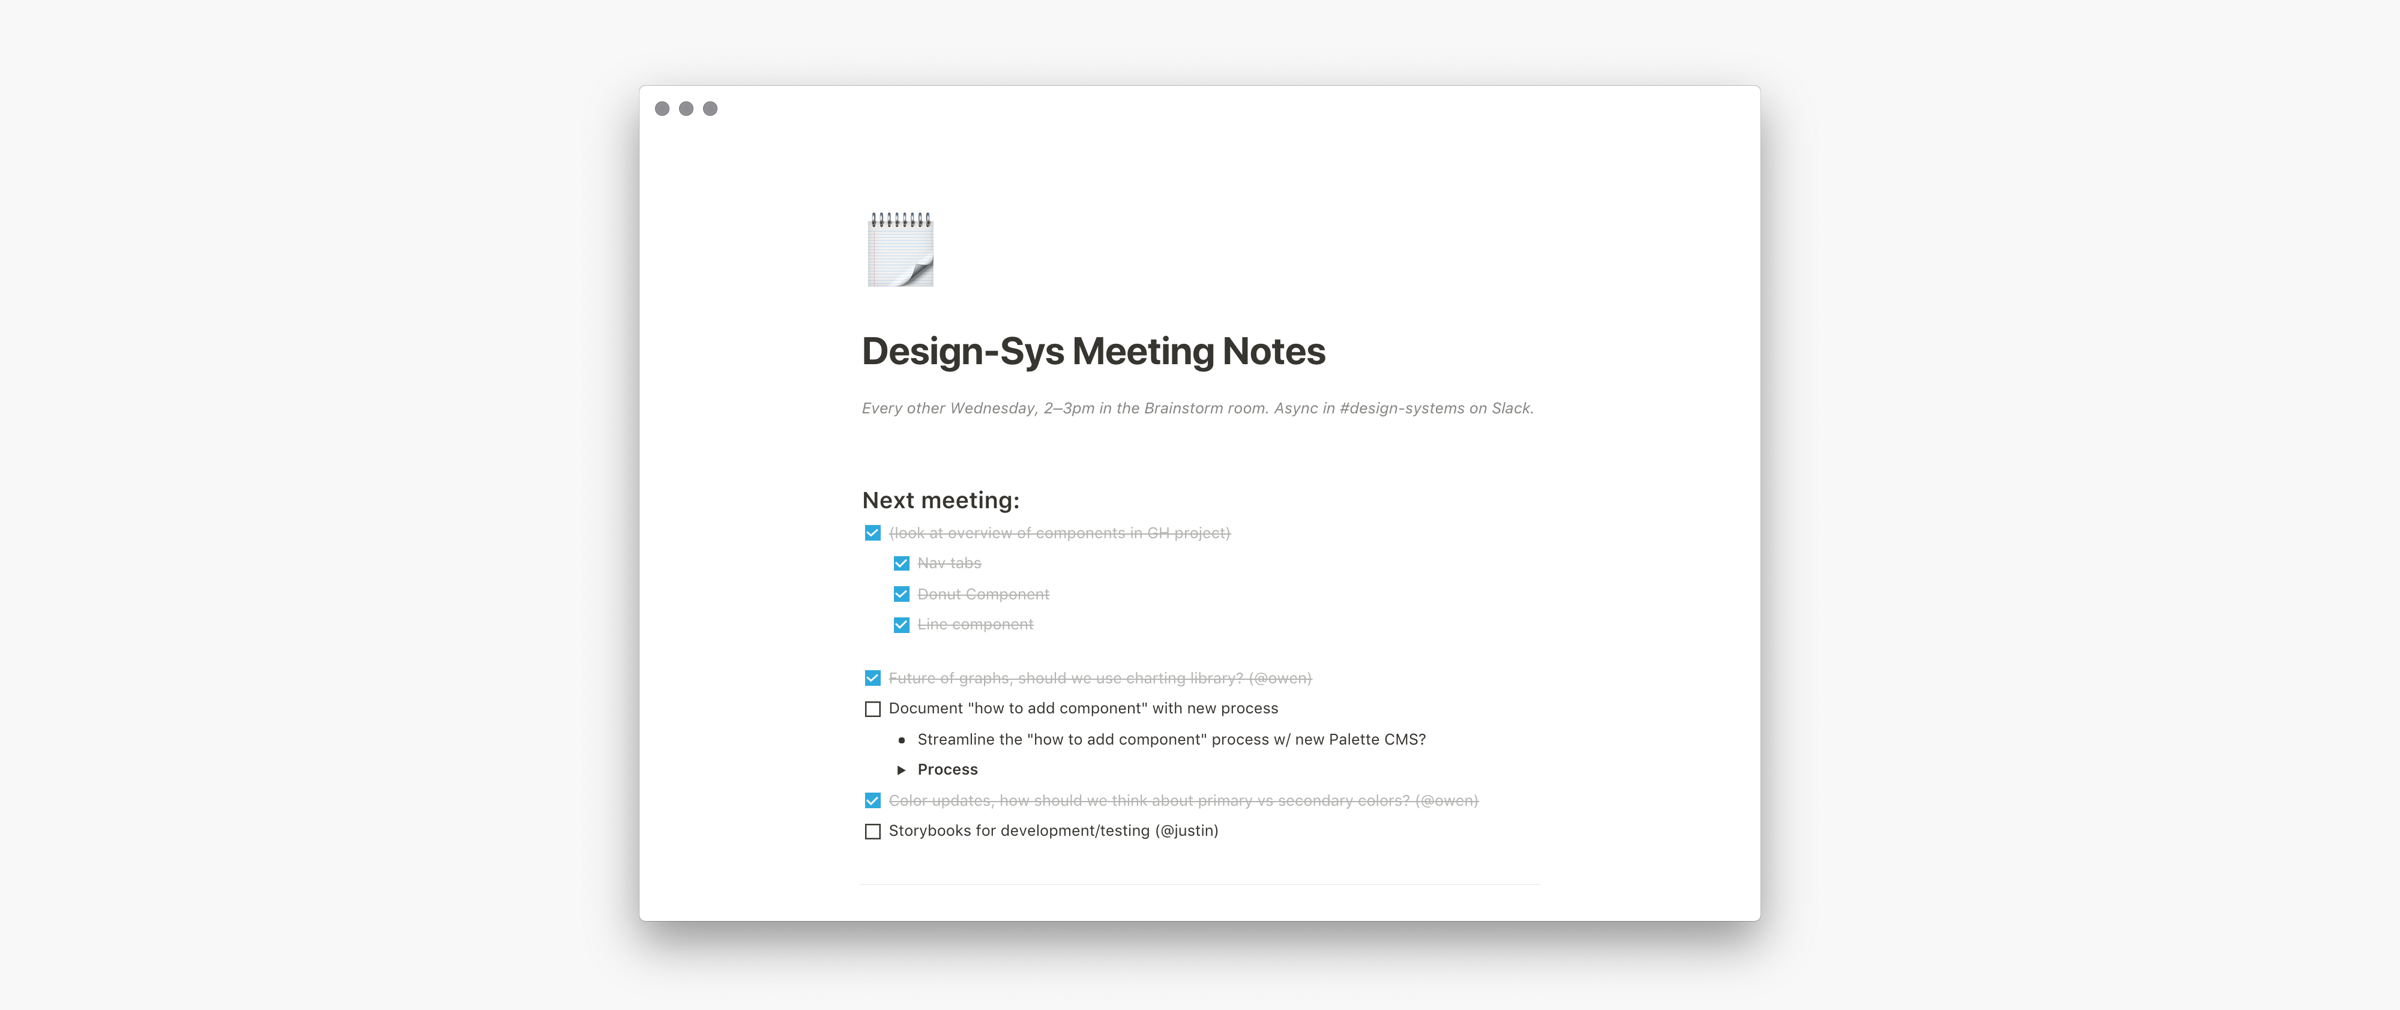 Design-Sys Meeting Notes
Every other Wednesday, 2–3pm in the Brainstorm room. Async in #design-systems on Slack.
Next meeting:
(look at overview of components in GH project)
Nav tabs
Donut Component
Line component
Future of graphs, should we use charting library? (@owen)
Document "how to add component" with new process
Streamline the "how to add component" process w/ new Palette CMS?
Process
Color updates, how should we think about primary vs secondary colors? (@owen)
Storybooks for development/testing (@justin)